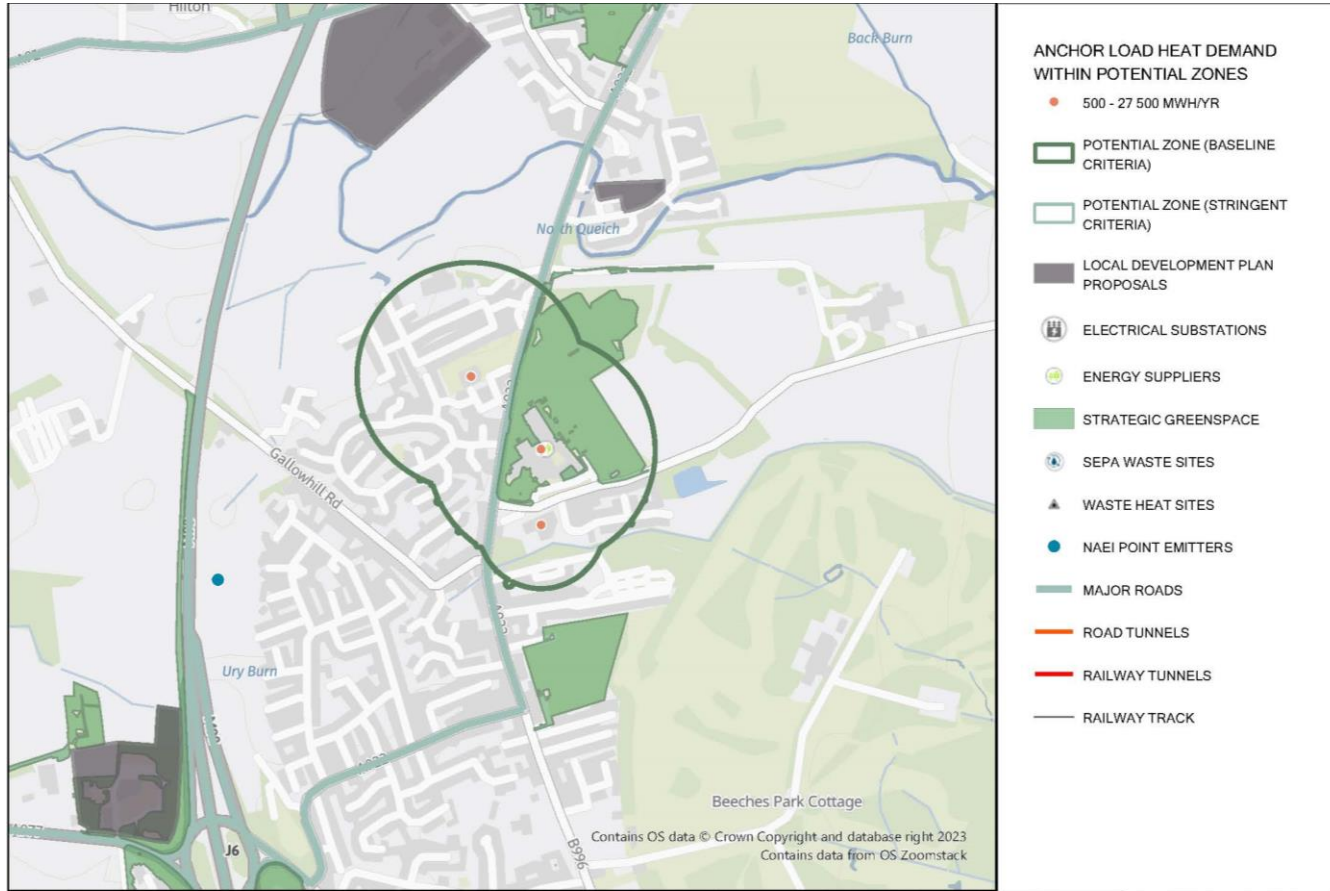 Hilton
Back Burn
North Queich
Gallowhill Rd
Ury Burn
J6
B996
Beeches Park Cottage
Contains OS data © Crown Copyright and database right 2023
Contains data from OS Zoomstack
ANCHOR LOAD HEAT DEMAND
WITHIN POTENTIAL ZONES
500 - 27 500 MWH/YR
POTENTIAL ZONE (BASELINE
CRITERIA)
POTENTIAL ZONE (STRINGENT
CRITERIA)
LOCAL DEVELOPMENT PLAN
PROPOSALS
ELECTRICAL SUBSTATIONS
ENERGY SUPPLIERS
STRATEGIC GREENSPACE
SEPA WASTE SITES
WASTE HEAT SITES
NAEI POINT EMITTERS
MAJOR ROADS
ROAD TUNNELS
RAILWAY TUNNELS
RAILWAY TRACK